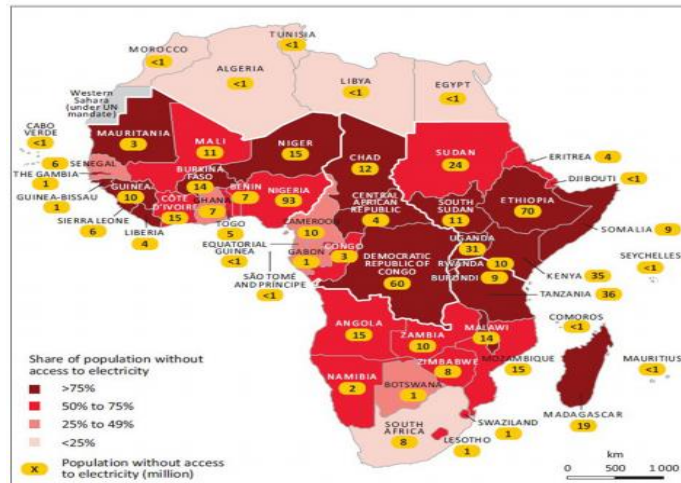 TUNISIA
<1
MOROCCO
<1
ALGERIA
<1
LIBYA
<1
EGYPT
<1
Western
Sahara
(under UN
mandate)
CABO
VERDE
<1
MAURITANIA
3
MALI
11
NIGER
15
CHAD
12
SUDAN
24
ERITREA 4
DJIBOUTI <1
6
SENEGAL
THE GAMBIA
1
GUINEA-BISSAU
1
GUINEA
10
SIERRA LEONE
6
LIBERIA
4
CÔTE
D'IVOIRE
15
BURKINA
FASO
14
GHANA
7
TOGO
5
BENIN
7
NIGERIA
93
CAMEROON
10
EQUATORIAL
GUINEA
<1
SÃO TOMÉ
AND PRÍNCIPE
<1
GABON
1
CONGO
3
CENTRAL
AFRICAN
REPUBLIC
4
SOUTH
SUDAN
11
ETHIOPIA
70
SOMALIA 9
UGANDA
31
RWANDA 10
BURUNDI 9
KENYA 35
TANZANIA 36
SEYCHELLES
<1
DEMOCRATIC
REPUBLIC OF
CONGO
60
COMOROS
<1
ANGOLA
15
ZAMBIA
10
MALAWI
14
MOZAMBIQUE
15
ZIMBABWE
8
MAURITIUS
<1
MADAGASCAR
19
NAMIBIA
2
BOTSWANA
1
SOUTH
AFRICA
8
SWAZILAND
1
LESOTHO
1
Share of population without
access to electricity
>75%
50% to 75%
25% to 49%
<25%
X Population without access
to electricity (million)
km
0 500 1 000